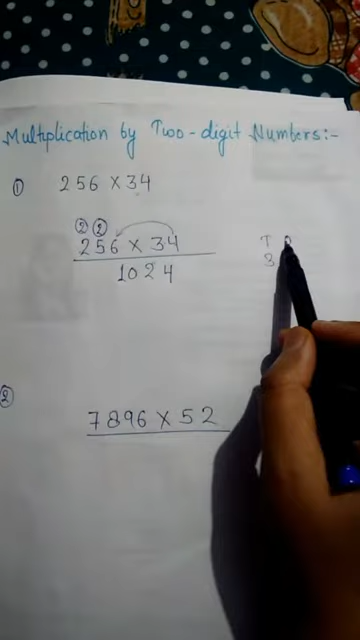 Multiplication by Two-digit Numbers:-
① 256 × 34
② ②
256 × 34
1024
T O
3
② 7896 × 52